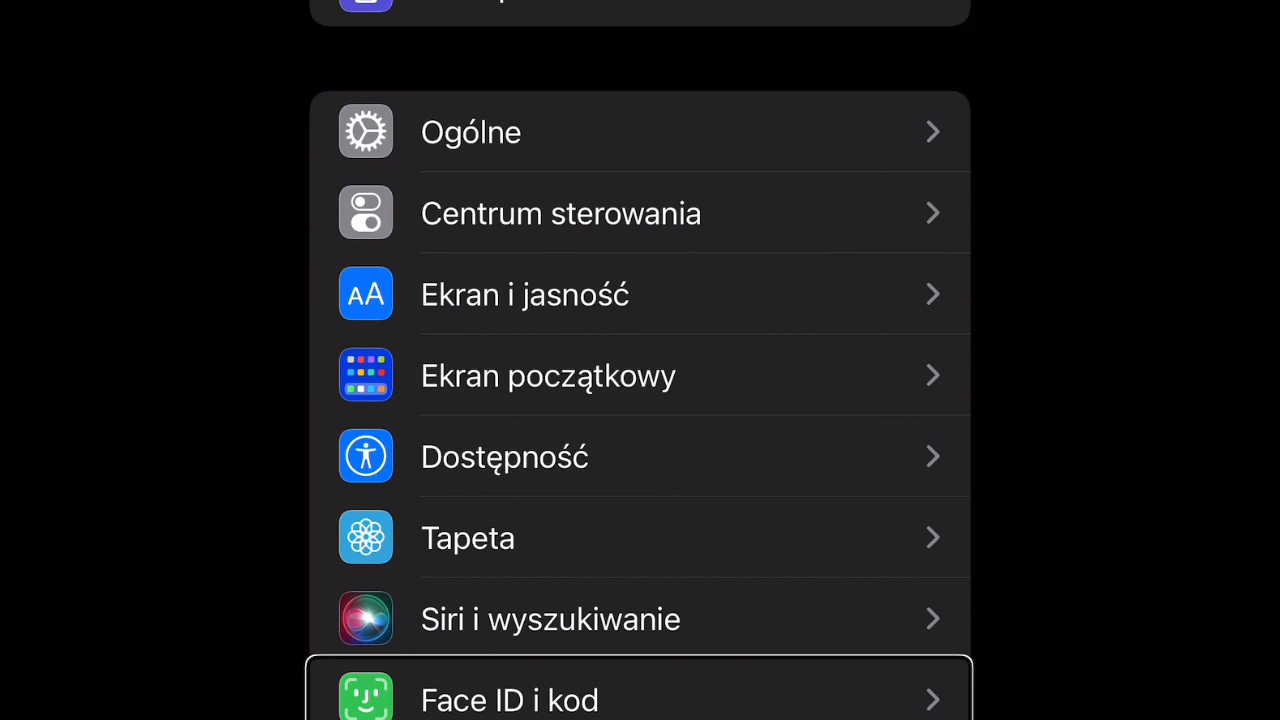 Ogólne
Centrum sterowania
Ekran i jasność
Ekran początkowy
Dostępność
Tapeta
Siri i wyszukiwanie
Face ID i kod